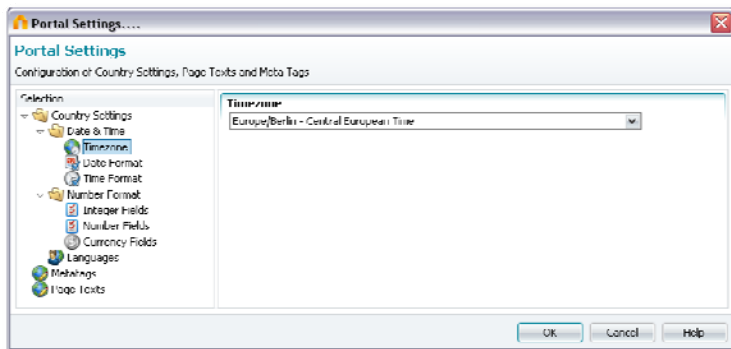 Portal Settings....
Portal Settings
Configuration of Country Settings, Page Texts and Meta Tags
Selection
Country Settings
Date & Time
Timezone
Date Format
Time Format
Number Format
Integer Fields
Number Fields
Currency Fields
Languages
Metatags
Page Texts
Timezone
Europe/Berlin - Central European Time
OK
Cancel
Help